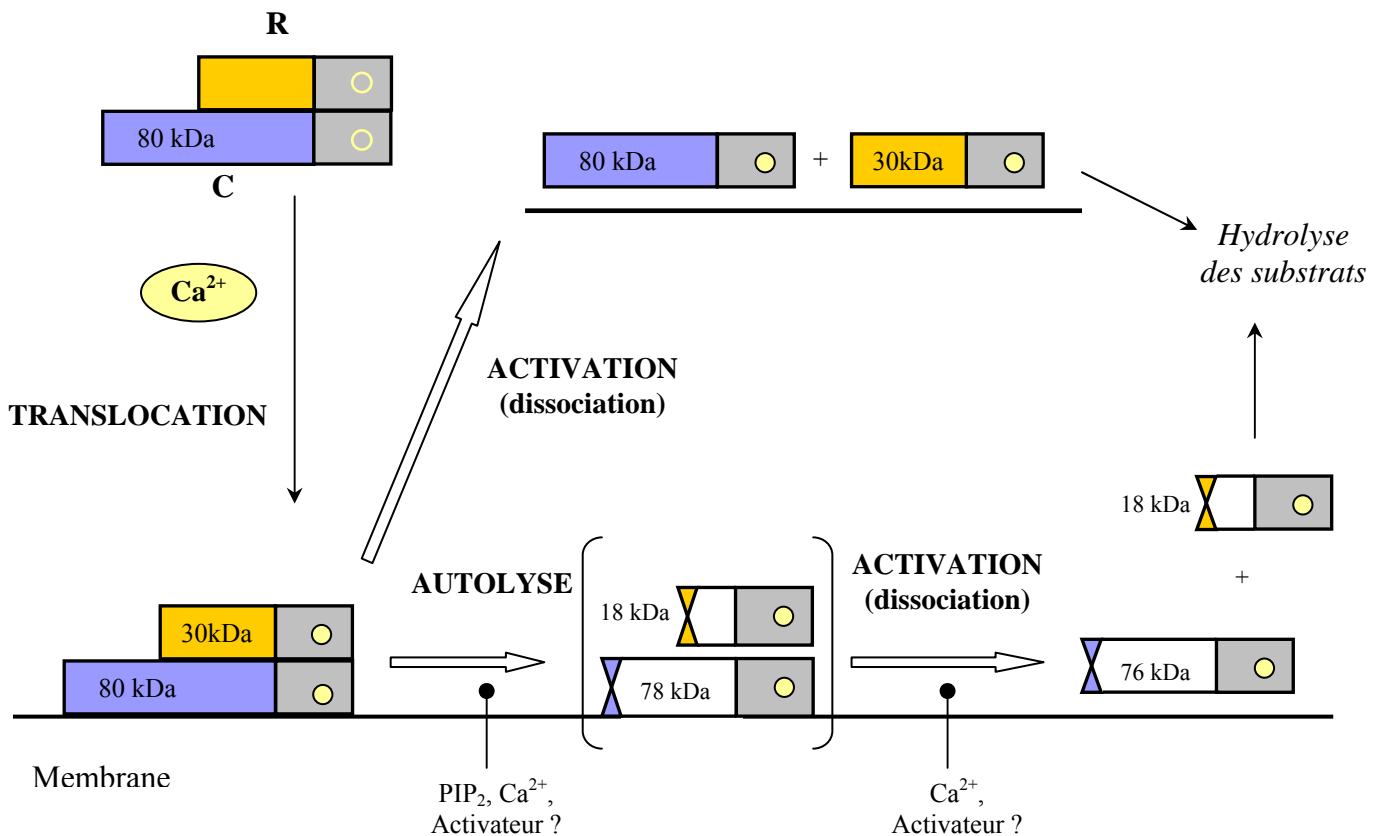 R
80 kDa
C
Ca²⁺
TRANSLOCATION
80 kDa
+
30kDa
Hydrolyse
des substrats
ACTIVATION
(dissociation)
30kDa
80 kDa
AUTOLYSE
18 kDa
78 kDa
ACTIVATION
(dissociation)
18 kDa
+
76 kDa
Membrane
PIP₂, Ca²⁺,
Activateur ?
Ca²⁺,
Activateur ?